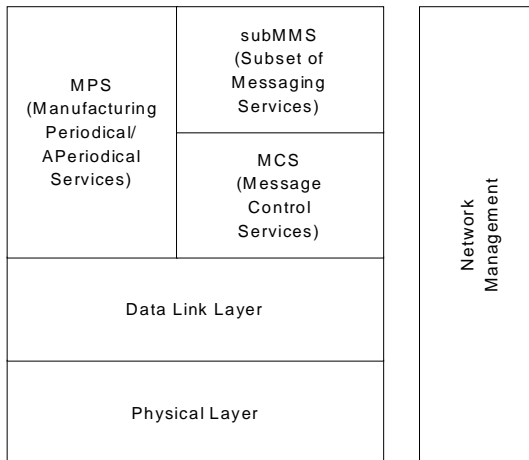 MPS
(Manufacturing
Periodical/
APeriodical
Services)
subMMS
(Subset of
Messaging
Services)
MCS
(Message
Control
Services)
Data Link Layer
Physical Layer
Network
Management